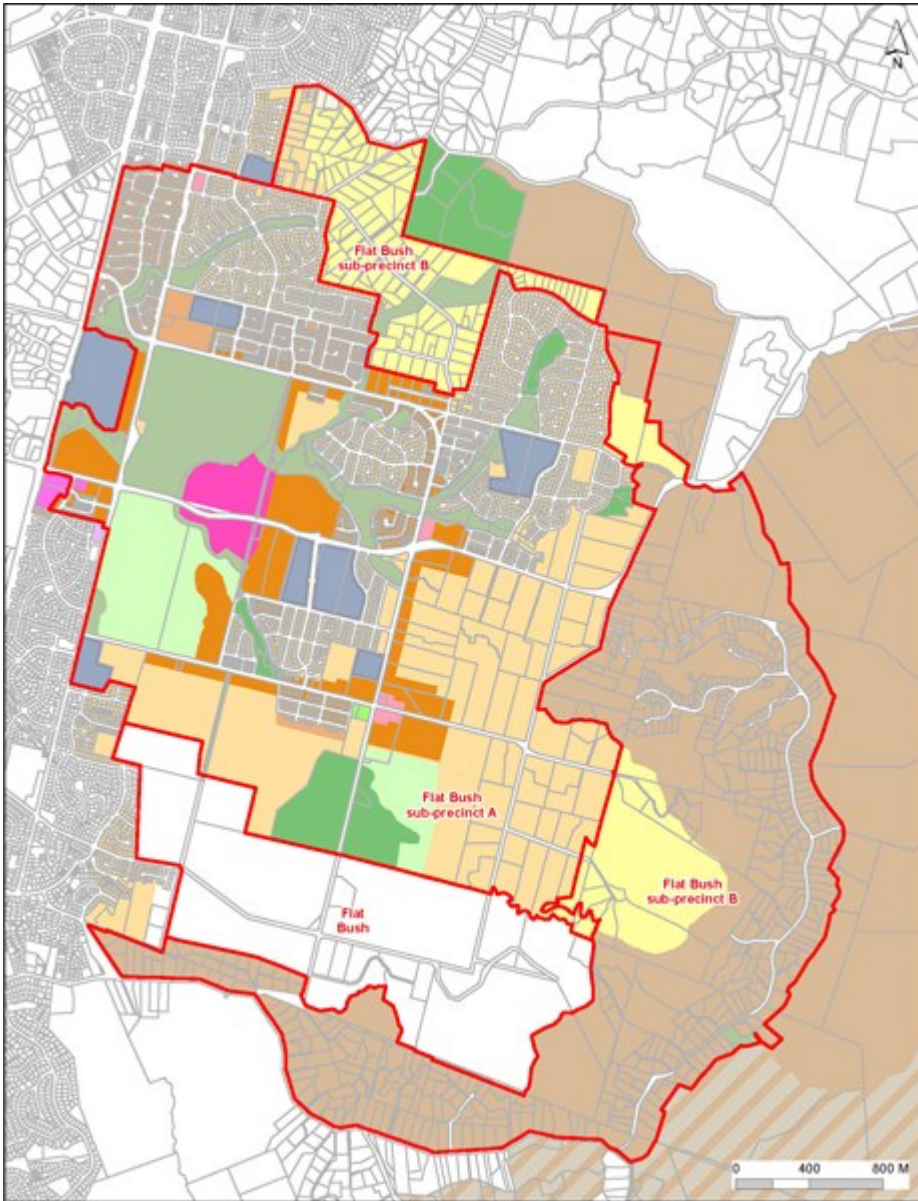 N
Flat Bush
sub-precinct B
Flat Bush
sub-precinct A
Flat Bush
sub-precinct B
Flat
Bush
0 400 800 M